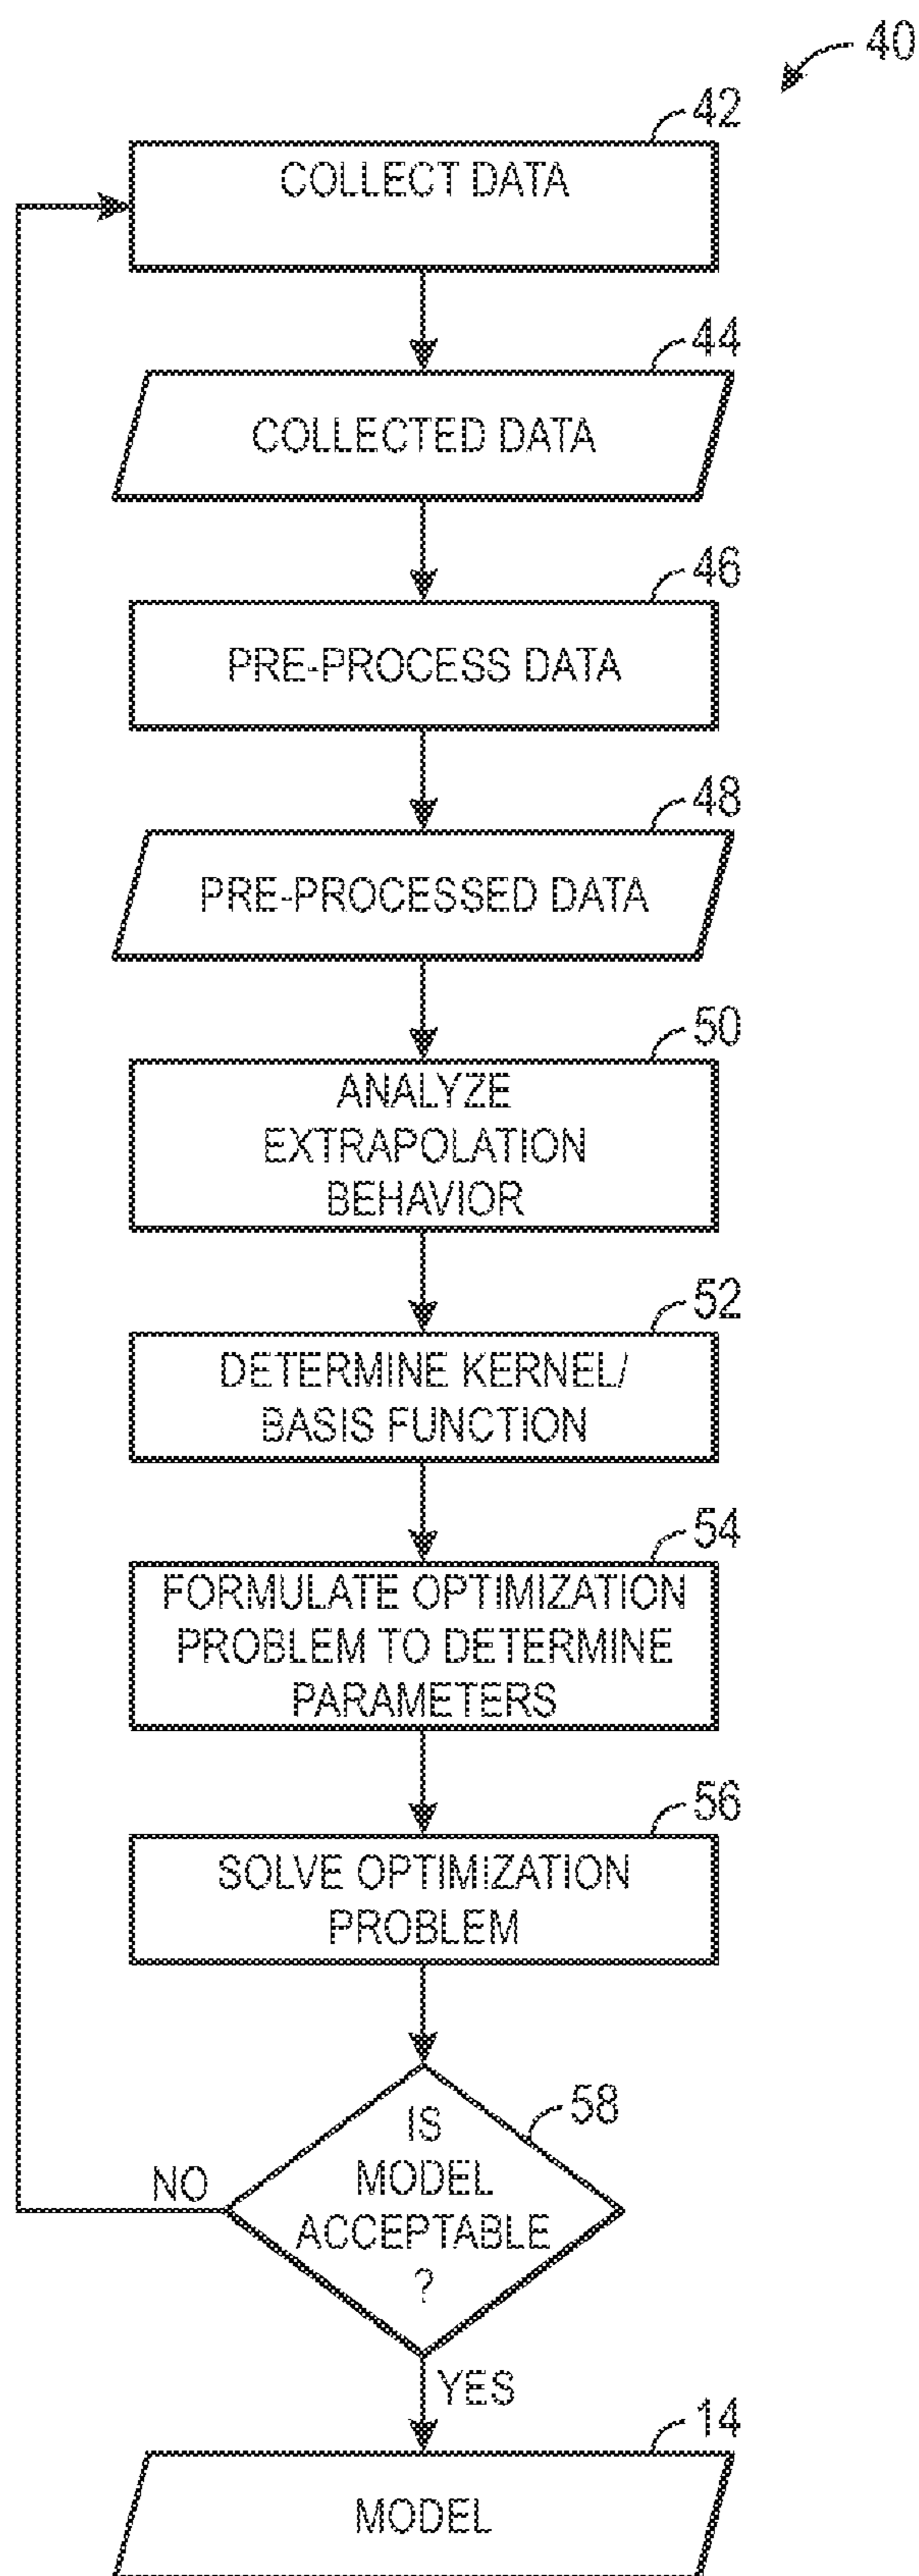 40
42
COLLECT DATA
44
COLLECTED DATA
46
PRE-PROCESS DATA
48
PRE-PROCESSED DATA
50
ANALYZE
EXTRAPOLATION
BEHAVIOR
52
DETERMINE KERNEL/
BASIS FUNCTION
54
FORMULATE OPTIMIZATION
PROBLEM TO DETERMINE
PARAMETERS
56
SOLVE OPTIMIZATION
PROBLEM
58
IS
MODEL
ACCEPTABLE
?
NO
YES
14
MODEL